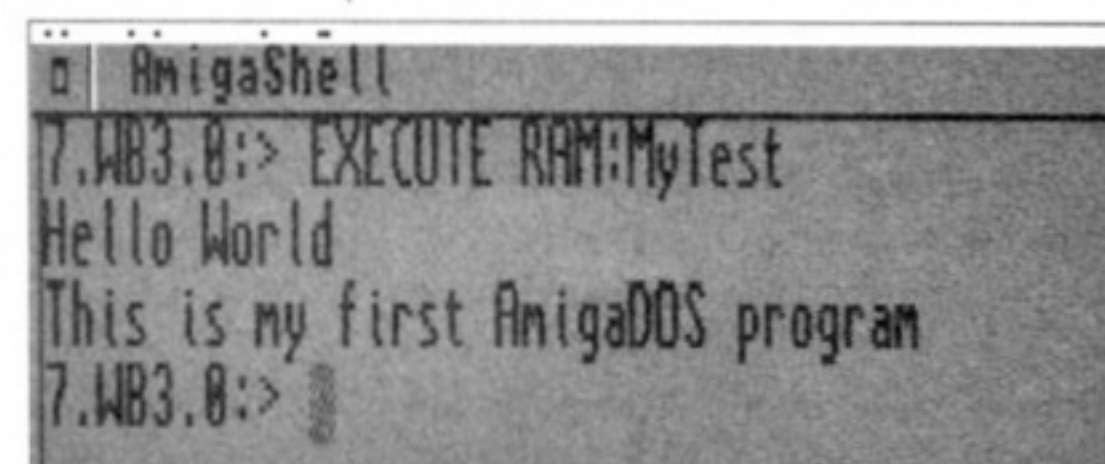 AmigaShell
7.WB3.0:> EXECUTE RAM:MyTest
Hello World
This is my first AmigaDOS program
7.WB3.0:>